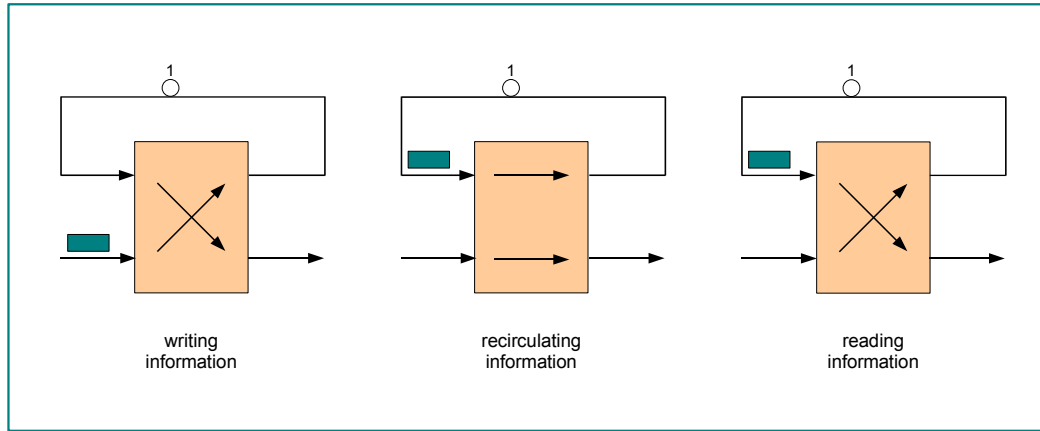 1
1
1
writing
information
recirculating
information
reading
information